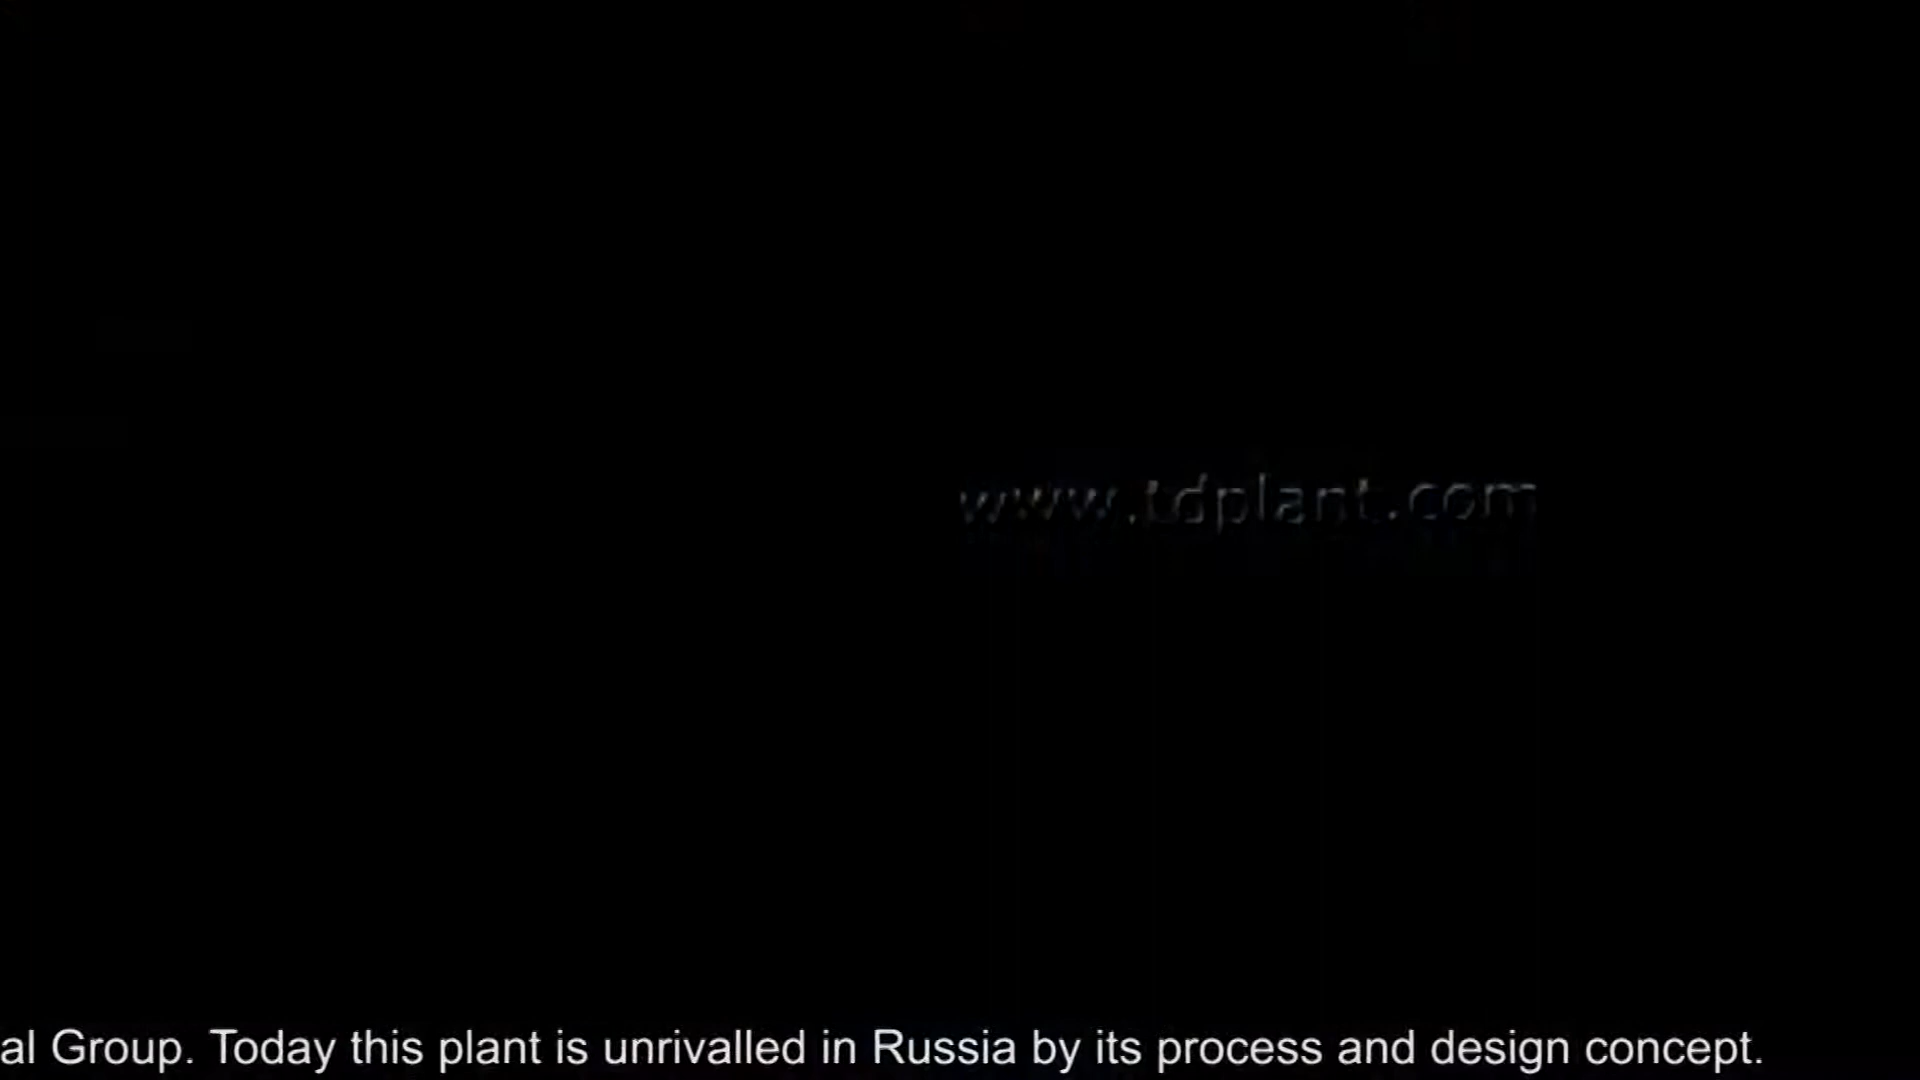 www.tdplant.com
al Group. Today this plant is unrivalled in Russia by its process and design concept.